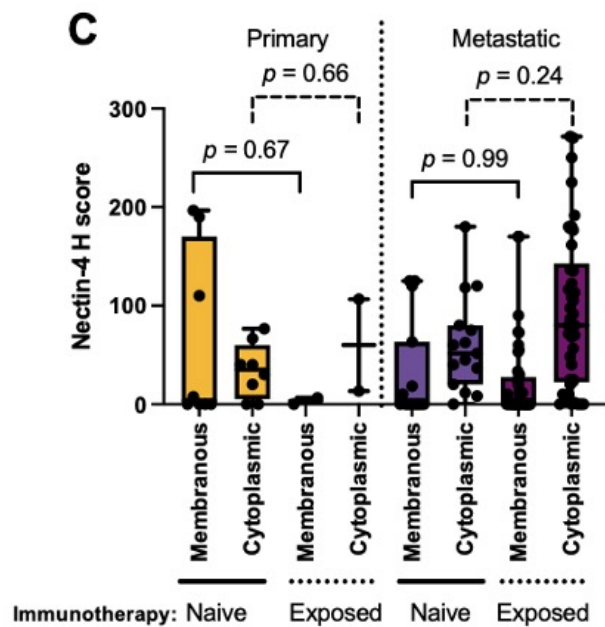 C
Primary
Metastatic
p = 0.66
p = 0.24
p = 0.67
p = 0.99
Nectin-4 H score
300
200
100
0
Membranous
Cytoplasmic
Membranous
Cytoplasmic
Membranous
Cytoplasmic
Membranous
Cytoplasmic
Immunotherapy: Naive Exposed Naive Exposed